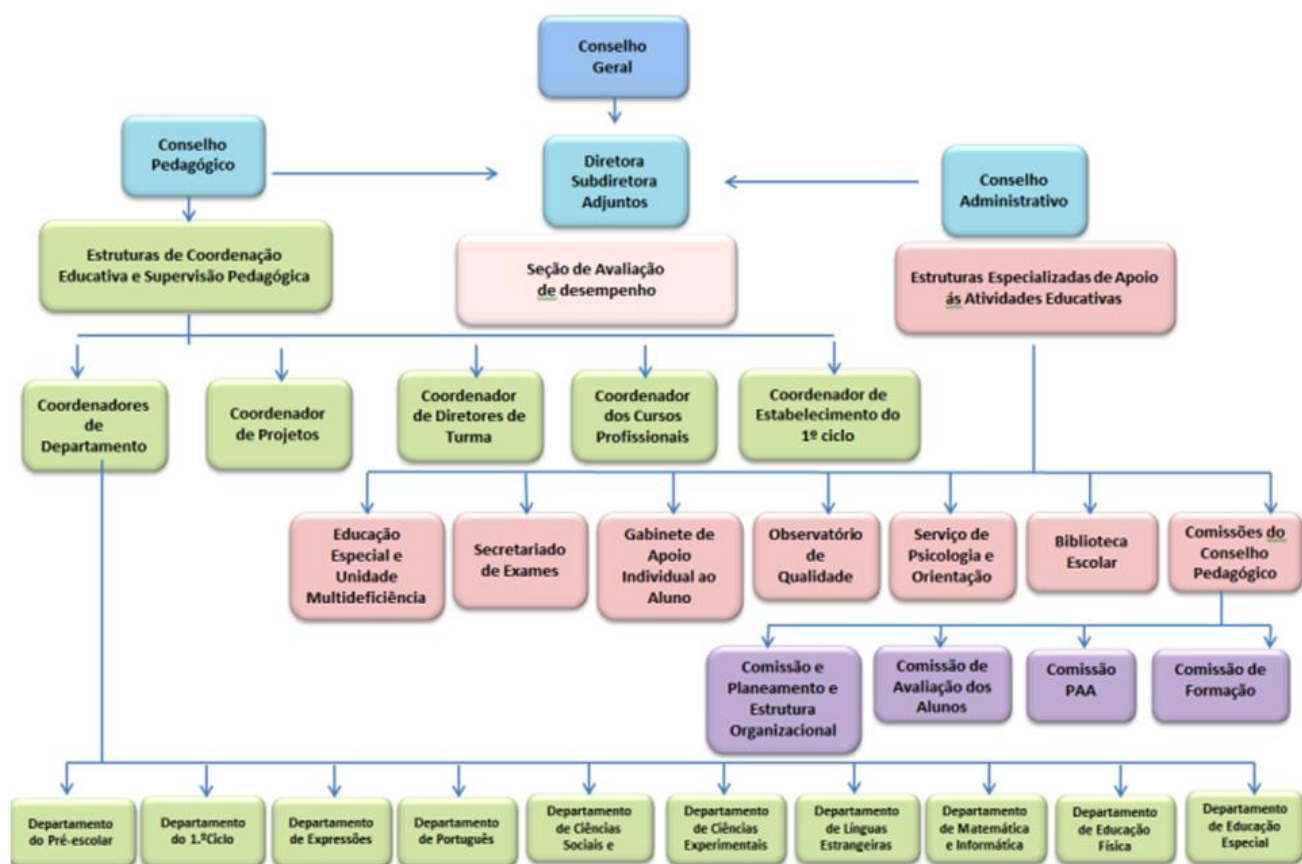 Conselho
Geral
Conselho
Pedagógico
Diretora
Subdiretora
Adjuntos
Conselho
Administrativo
Estruturas de Coordenação
Educativa e Supervisão Pedagógica
Seção de Avaliação
de desempenho
Estruturas Especializadas de Apoio
ás Atividades Educativas
Coordenadores
de
Departamento
Coordenador
de Projetos
Coordenador
de Diretores de
Turma
Coordenador
dos Cursos
Profissionais
Coordenador de
Estabelecimento do
1º ciclo
Educação
Especial e
Unidade
Multideficiência
Secretariado
de Exames
Gabinete de
Apoio
Individual ao
Aluno
Observatório
de
Qualidade
Serviço de
Psicologia e
Orientação
Biblioteca
Escolar
Comissões do
Conselho
Pedagógico
Comissão e
Planeamento e
Estrutura
Organizacional
Comissão de
Avaliação dos
Alunos
Comissão
PAA
Comissão de
Formação
Departamento
do Pré-escolar
Departamento
do 1.ºCiclo
Departamento
de Expressões
Departamento
de Português
Departamento
de Ciências
Sociais e
Departamento
de Ciências
Experimentais
Departamento
de Línguas
Estrangeiras
Departamento
de Matemática
e Informática
Departamento
de Educação
Física
Departamento
de Educação
Especial